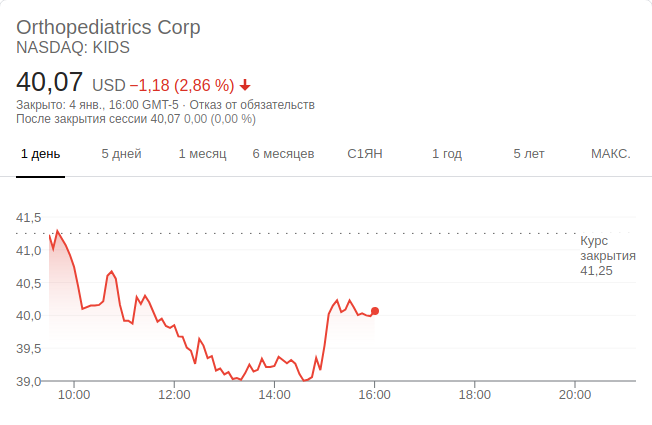 Orthopediatrics Corp
NASDAQ: KIDS
40,07 USD −1,18 (2,86 %)
Закрыто: 4 янв., 16:00 GMT-5 · Отказ от обязательств
После закрытия сессии 40,07 0,00 (0,00 %)
1 день 5 дней 1 месяц 6 месяцев С1ЯН 1 год 5 лет МАКС.
41,5
Курс
закрытия
41,25
41,0
40,5
40,0
39,5
39,0
10:00 12:00 14:00 16:00 18:00 20:00